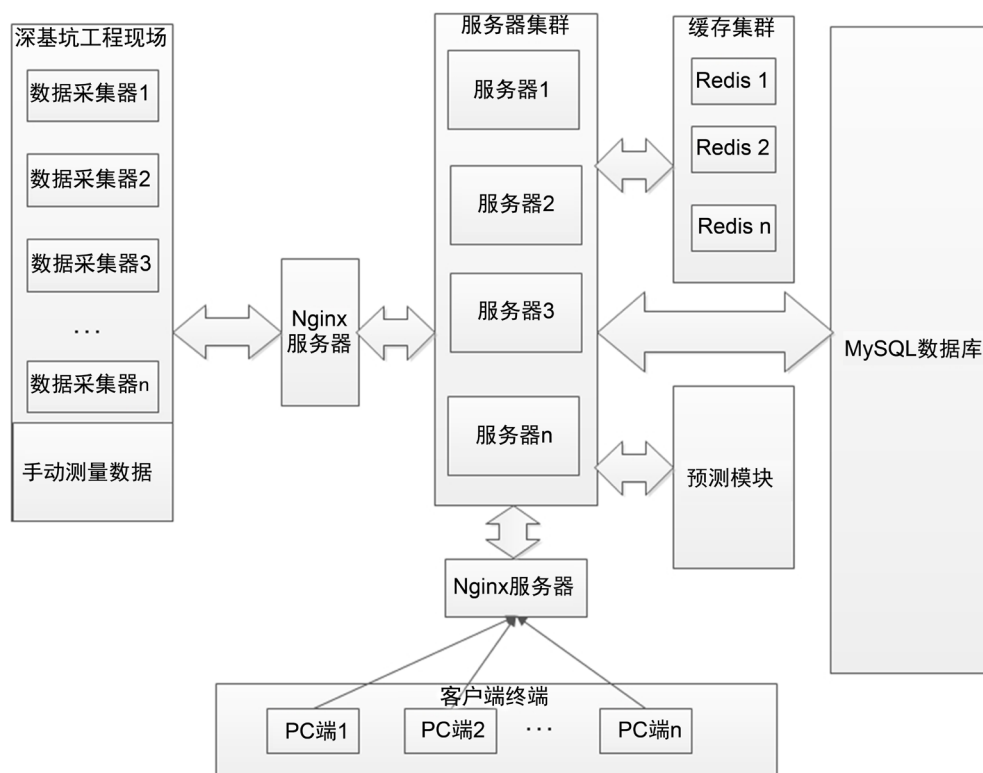 深基坑工程现场
数据采集器1
数据采集器2
数据采集器3
...
数据采集器n
手动测量数据
Nginx
服务器
服务器集群
服务器1
服务器2
服务器3
服务器n
缓存集群
Redis 1
Redis 2
Redis n
MySQL数据库
预测模块
Nginx服务器
客户端终端
PC端1
PC端2
...
PC端n